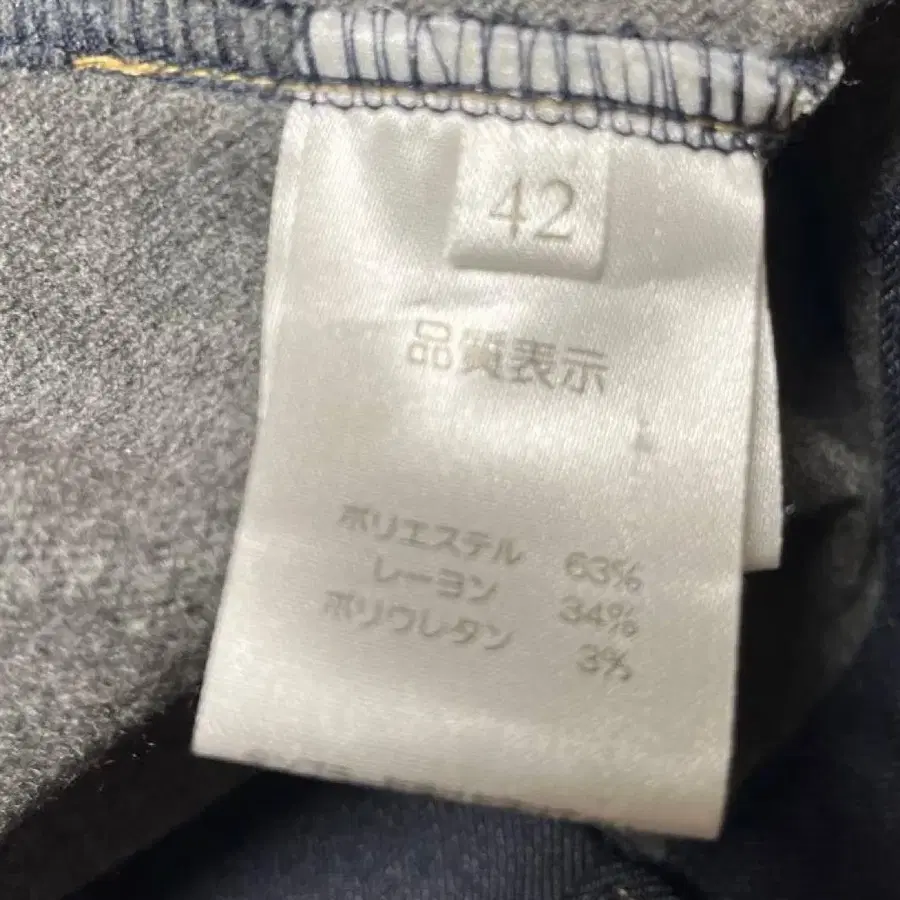 42
品質表示
ポリエステル 63%
レーヨン 34%
ポリウレタン 3%